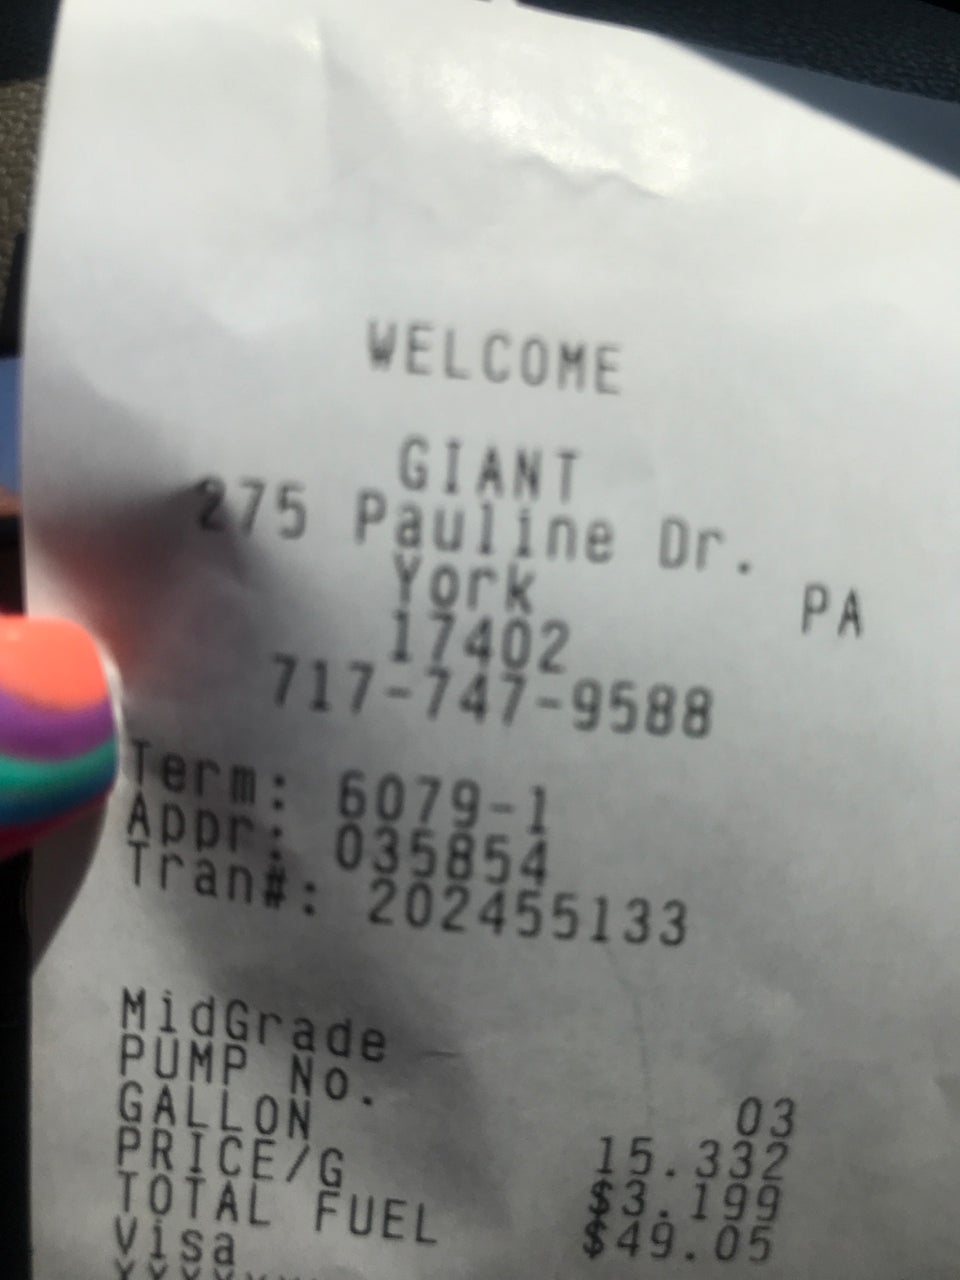 WELCOME
GIANT
275 Pauline Dr.
York PA
17402
717-747-9588
Term: 6079-1
Appr: 035854
Tran#: 202455133
MidGrade
PUMP No. 03
GALLON 15.332
PRICE/G $3.199
TOTAL FUEL $49.05
Visa